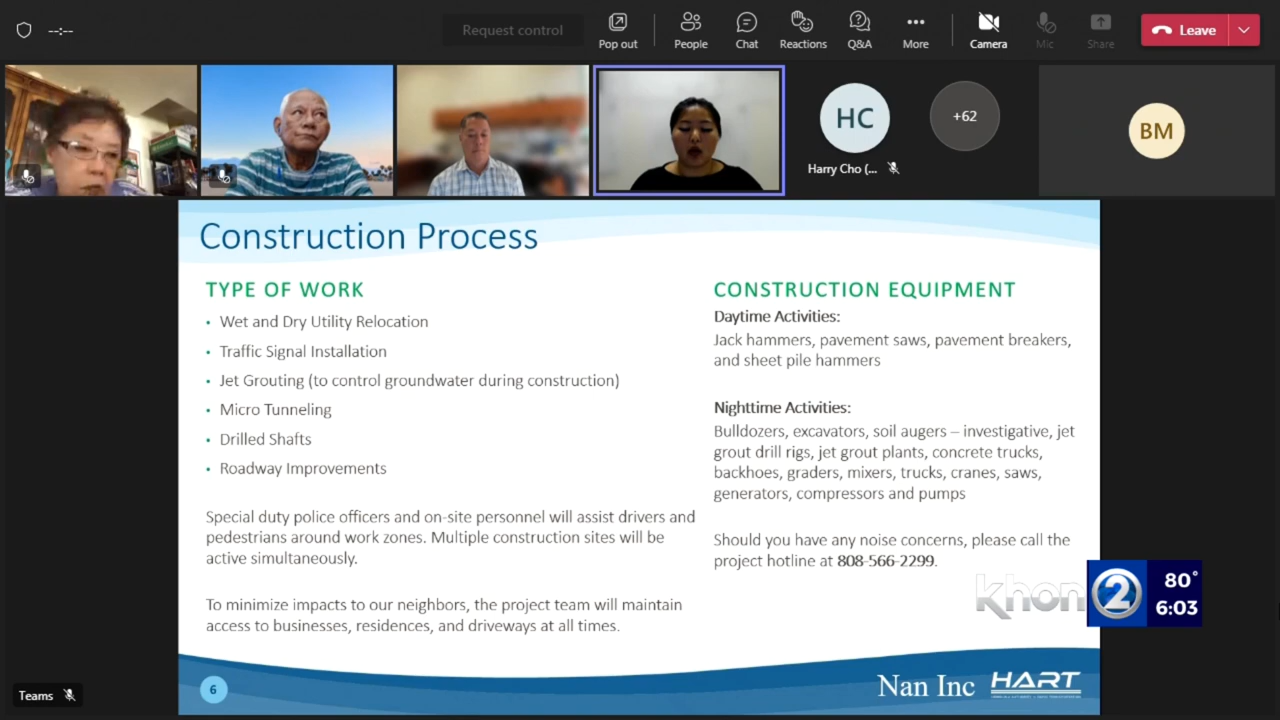 --:--
Request control
Pop out
People
Chat
Reactions
Q&A
More
Camera
Mic
Share
Leave
HC
Harry Cho (...
+62
BM
Construction Process
TYPE OF WORK
• Wet and Dry Utility Relocation
• Traffic Signal Installation
• Jet Grouting (to control groundwater during construction)
• Micro Tunneling
• Drilled Shafts
• Roadway Improvements
Special duty police officers and on-site personnel will assist drivers and
pedestrians around work zones. Multiple construction sites will be
active simultaneously.
To minimize impacts to our neighbors, the project team will maintain
access to businesses, residences, and driveways at all times.
CONSTRUCTION EQUIPMENT
Daytime Activities:
Jack hammers, pavement saws, pavement breakers,
and sheet pile hammers
Nighttime Activities:
Bulldozers, excavators, soil augers – investigative, jet
grout drill rigs, jet grout plants, concrete trucks,
backhoes, graders, mixers, trucks, cranes, saws,
generators, compressors and pumps
Should you have any noise concerns, please call the
project hotline at 808-566-2299.
khon
2
80°
6:03
Teams
6
Nan Inc
HART